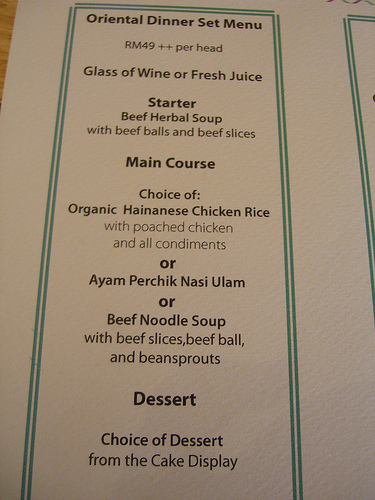 Oriental Dinner Set Menu
RM49 ++ per head
Glass of Wine or Fresh Juice
Starter
Beef Herbal Soup
with beef balls and beef slices
Main Course
Choice of:
Organic Hainanese Chicken Rice
with poached chicken
and all condiments
or
Ayam Perchik Nasi Ulam
or
Beef Noodle Soup
with beef slices,beef ball,
and beansprouts
Dessert
Choice of Dessert
from the Cake Display